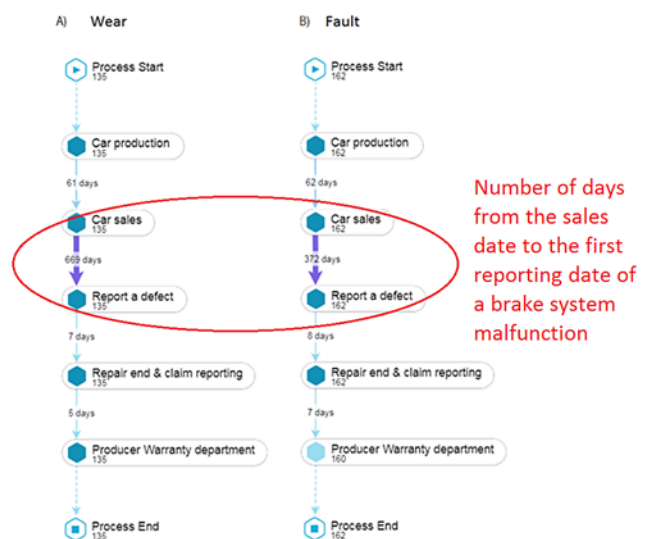 A) Wear
Process Start
135
Car production
135
61 days
Car sales
135
669 days
Report a defect
135
7 days
Repair end & claim reporting
135
5 days
Producer Warranty department
135
Process End
135
B) Fault
Process Start
162
Car production
162
62 days
Car sales
162
372 days
Report a defect
162
8 days
Repair end & claim reporting
162
7 days
Producer Warranty department
160
Process End
162
Number of days
from the sales
date to the first
reporting date of
a brake system
malfunction